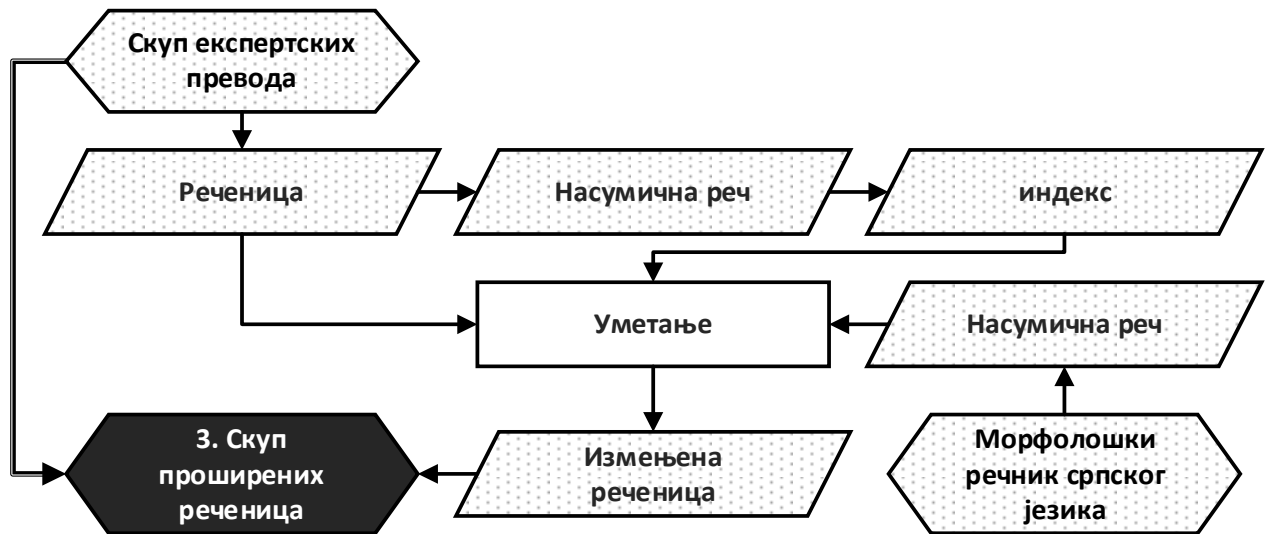 Скуп експертских
превода
Реченица
Насумична реч
индекс
Уметање
Насумична реч
3. Скуп
проширених
реченица
Измењена
реченица
Морфолошки
речник српског
језика